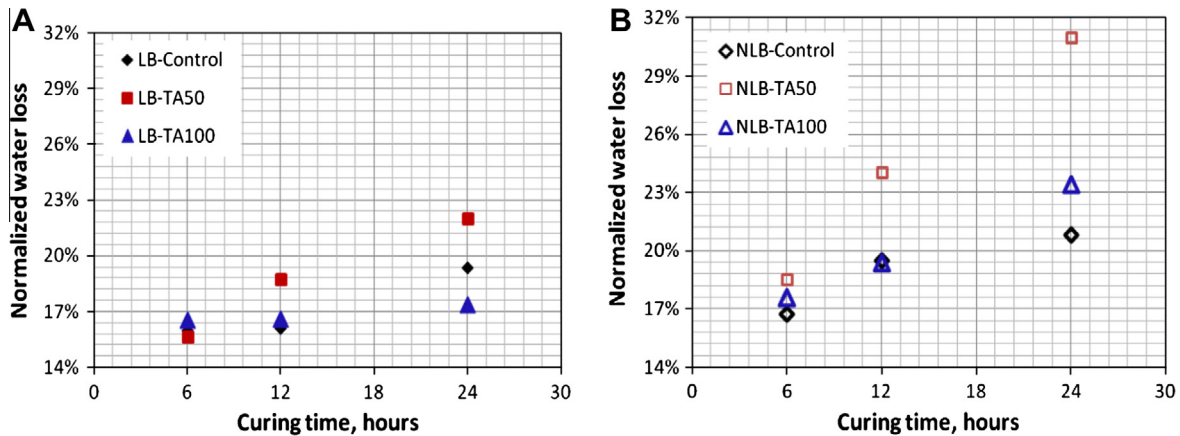 A
Normalized water loss
32%
29%
26%
23%
20%
17%
14%
LB-Control
LB-TA50
LB-TA100
0 6 12 18 24 30
Curing time, hours
B
Normalized water loss
32%
29%
26%
23%
20%
17%
14%
NLB-Control
NLB-TA50
NLB-TA100
0 6 12 18 24 30
Curing time, hours